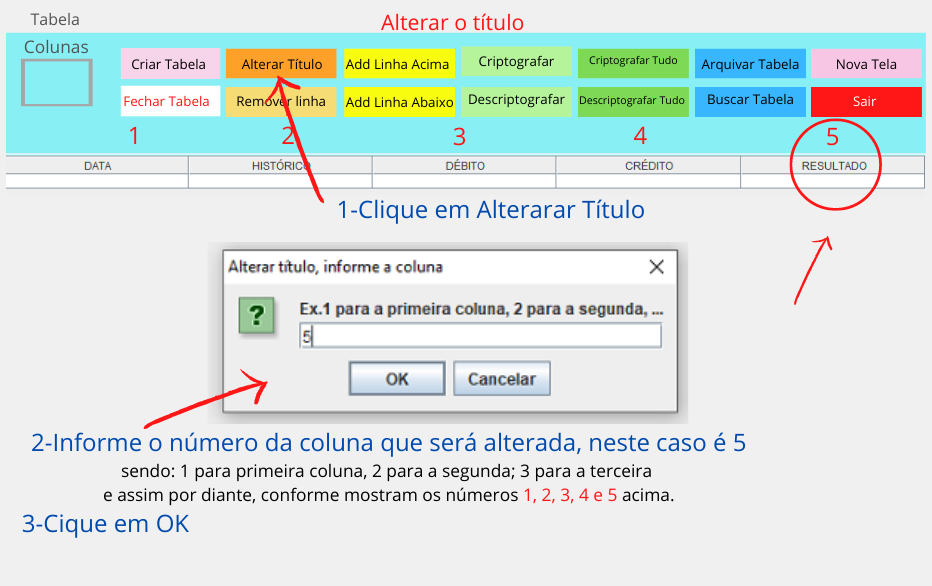 Tabela
Alterar o título
Colunas
Criar Tabela
Alterar Título
Add Linha Acima
Criptografar
Criptografar Tudo
Arquivar Tabela
Nova Tela
Fechar Tabela
Remover linha
Add Linha Abaixo
Descriptografar
Descriptografar Tudo
Buscar Tabela
Sair
1 2 3 4 5
DATA HISTÓRICO DÉBITO CRÉDITO RESULTADO
1-Clique em Alterarar Título
Alterar título, informe a coluna
Ex.1 para a primeira coluna, 2 para a segunda, ...
5
OK
Cancelar
2-Informe o número da coluna que será alterada, neste caso é 5
sendo: 1 para primeira coluna, 2 para a segunda; 3 para a terceira
e assim por diante, conforme mostram os números 1, 2, 3, 4 e 5 acima.
3-Cique em OK